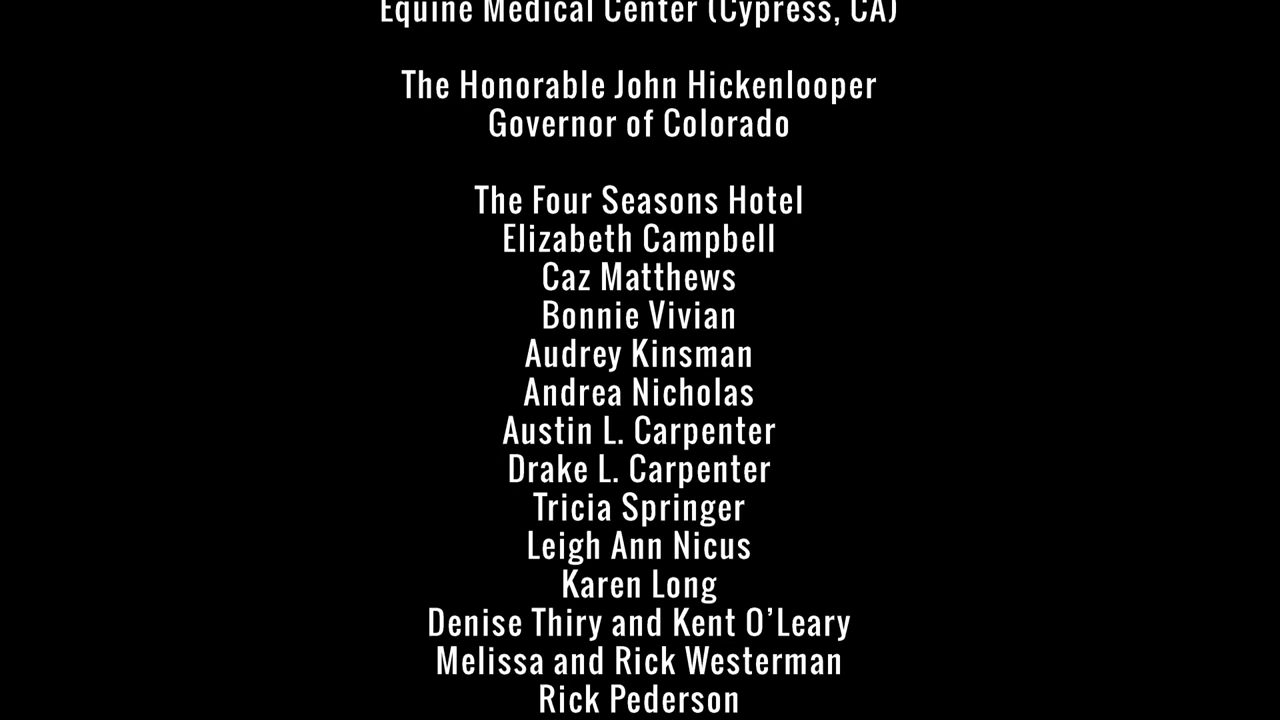 Equine Medical Center (Cypress, CA)
The Honorable John Hickenlooper
Governor of Colorado
The Four Seasons Hotel
Elizabeth Campbell
Caz Matthews
Bonnie Vivian
Audrey Kinsman
Andrea Nicholas
Austin L. Carpenter
Drake L. Carpenter
Tricia Springer
Leigh Ann Nicus
Karen Long
Denise Thiry and Kent O’Leary
Melissa and Rick Westerman
Rick Pederson